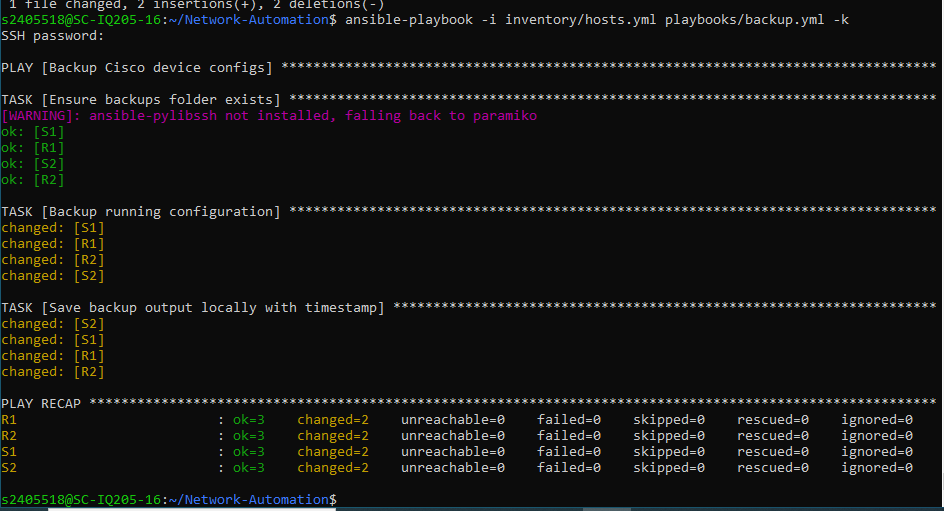 1 file changed, 2 insertions(+), 2 deletions(-)
s2405518@SC-IQ205-16:~/Network-Automation$ ansible-playbook -i inventory/hosts.yml playbooks/backup.yml -k
SSH password:
PLAY [Backup Cisco device configs] **********************************************************************************
TASK [Ensure backups folder exists] *********************************************************************************
[WARNING]: ansible-pylibssh not installed, falling back to paramiko
ok: [S1]
ok: [R1]
ok: [S2]
ok: [R2]
TASK [Backup running configuration] *********************************************************************************
changed: [S1]
changed: [R1]
changed: [R2]
changed: [S2]
TASK [Save backup output locally with timestamp] ********************************************************************
changed: [S2]
changed: [S1]
changed: [R1]
changed: [R2]
PLAY RECAP **********************************************************************************************************
R1 : ok=3 changed=2 unreachable=0 failed=0 skipped=0 rescued=0 ignored=0
R2 : ok=3 changed=2 unreachable=0 failed=0 skipped=0 rescued=0 ignored=0
S1 : ok=3 changed=2 unreachable=0 failed=0 skipped=0 rescued=0 ignored=0
S2 : ok=3 changed=2 unreachable=0 failed=0 skipped=0 rescued=0 ignored=0
s2405518@SC-IQ205-16:~/Network-Automation$